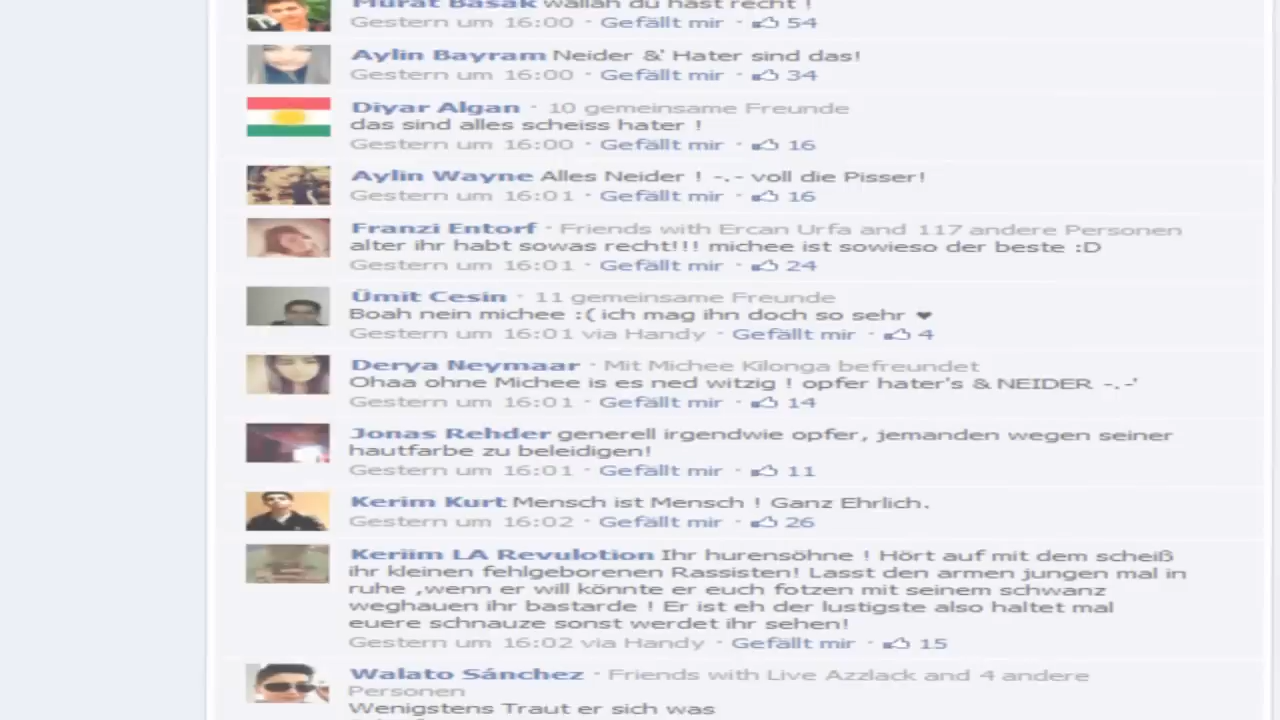 Murat Basak wallah du hast recht !
Gestern um 16:00 · Gefällt mir · 54
Aylin Bayram Neider &' Hater sind das!
Gestern um 16:00 · Gefällt mir · 34
Diyar Algan · 10 gemeinsame Freunde
das sind alles scheiss hater !
Gestern um 16:00 · Gefällt mir · 16
Aylin Wayne Alles Neider ! -.- voll die Pisser!
Gestern um 16:01 · Gefällt mir · 16
Franzi Entorf · Friends with Ercan Urfa and 117 andere Personen
alter ihr habt sowas recht!!! michee ist sowieso der beste :D
Gestern um 16:01 · Gefällt mir · 24
Ümit Cesin · 11 gemeinsame Freunde
Boah nein michee :( ich mag ihn doch so sehr ❤
Gestern um 16:01 via Handy · Gefällt mir · 4
Derya Neymaar · Mit Michee Kilonga befreundet
Ohaa ohne Michee is es ned witzig ! opfer hater's & NEIDER -.-'
Gestern um 16:01 · Gefällt mir · 14
Jonas Rehder generell irgendwie opfer, jemanden wegen seiner
hautfarbe zu beleidigen!
Gestern um 16:01 · Gefällt mir · 11
Kerim Kurt Mensch ist Mensch ! Ganz Ehrlich.
Gestern um 16:02 · Gefällt mir · 26
Keriim LA Revulotion Ihr hurensöhne ! Hört auf mit dem scheiß
ihr kleinen fehlgeborenen Rassisten! Lasst den armen jungen mal in
ruhe ,wenn er will könnte er euch fotzen mit seinem schwanz
weghauen ihr bastarde ! Er ist eh der lustigste also haltet mal
euere schnauze sonst werdet ihr sehen!
Gestern um 16:02 via Handy · Gefällt mir · 15
Walato Sánchez · Friends with Live Azzlack and 4 andere
Personen
Wenigstens Traut er sich was